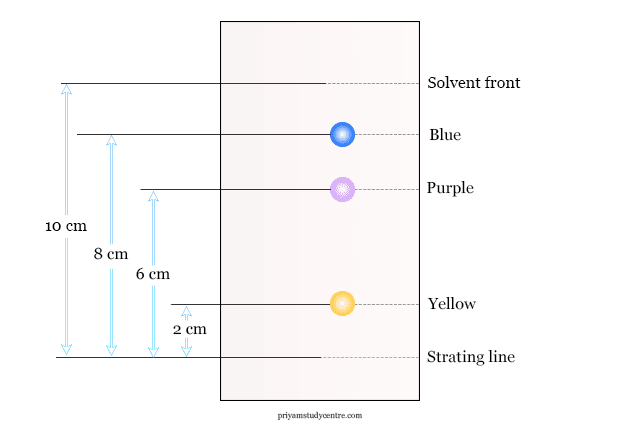 Solvent front
Blue
Purple
10 cm
8 cm
6 cm
Yellow
2 cm
Strating line
priyamstudycentre.com